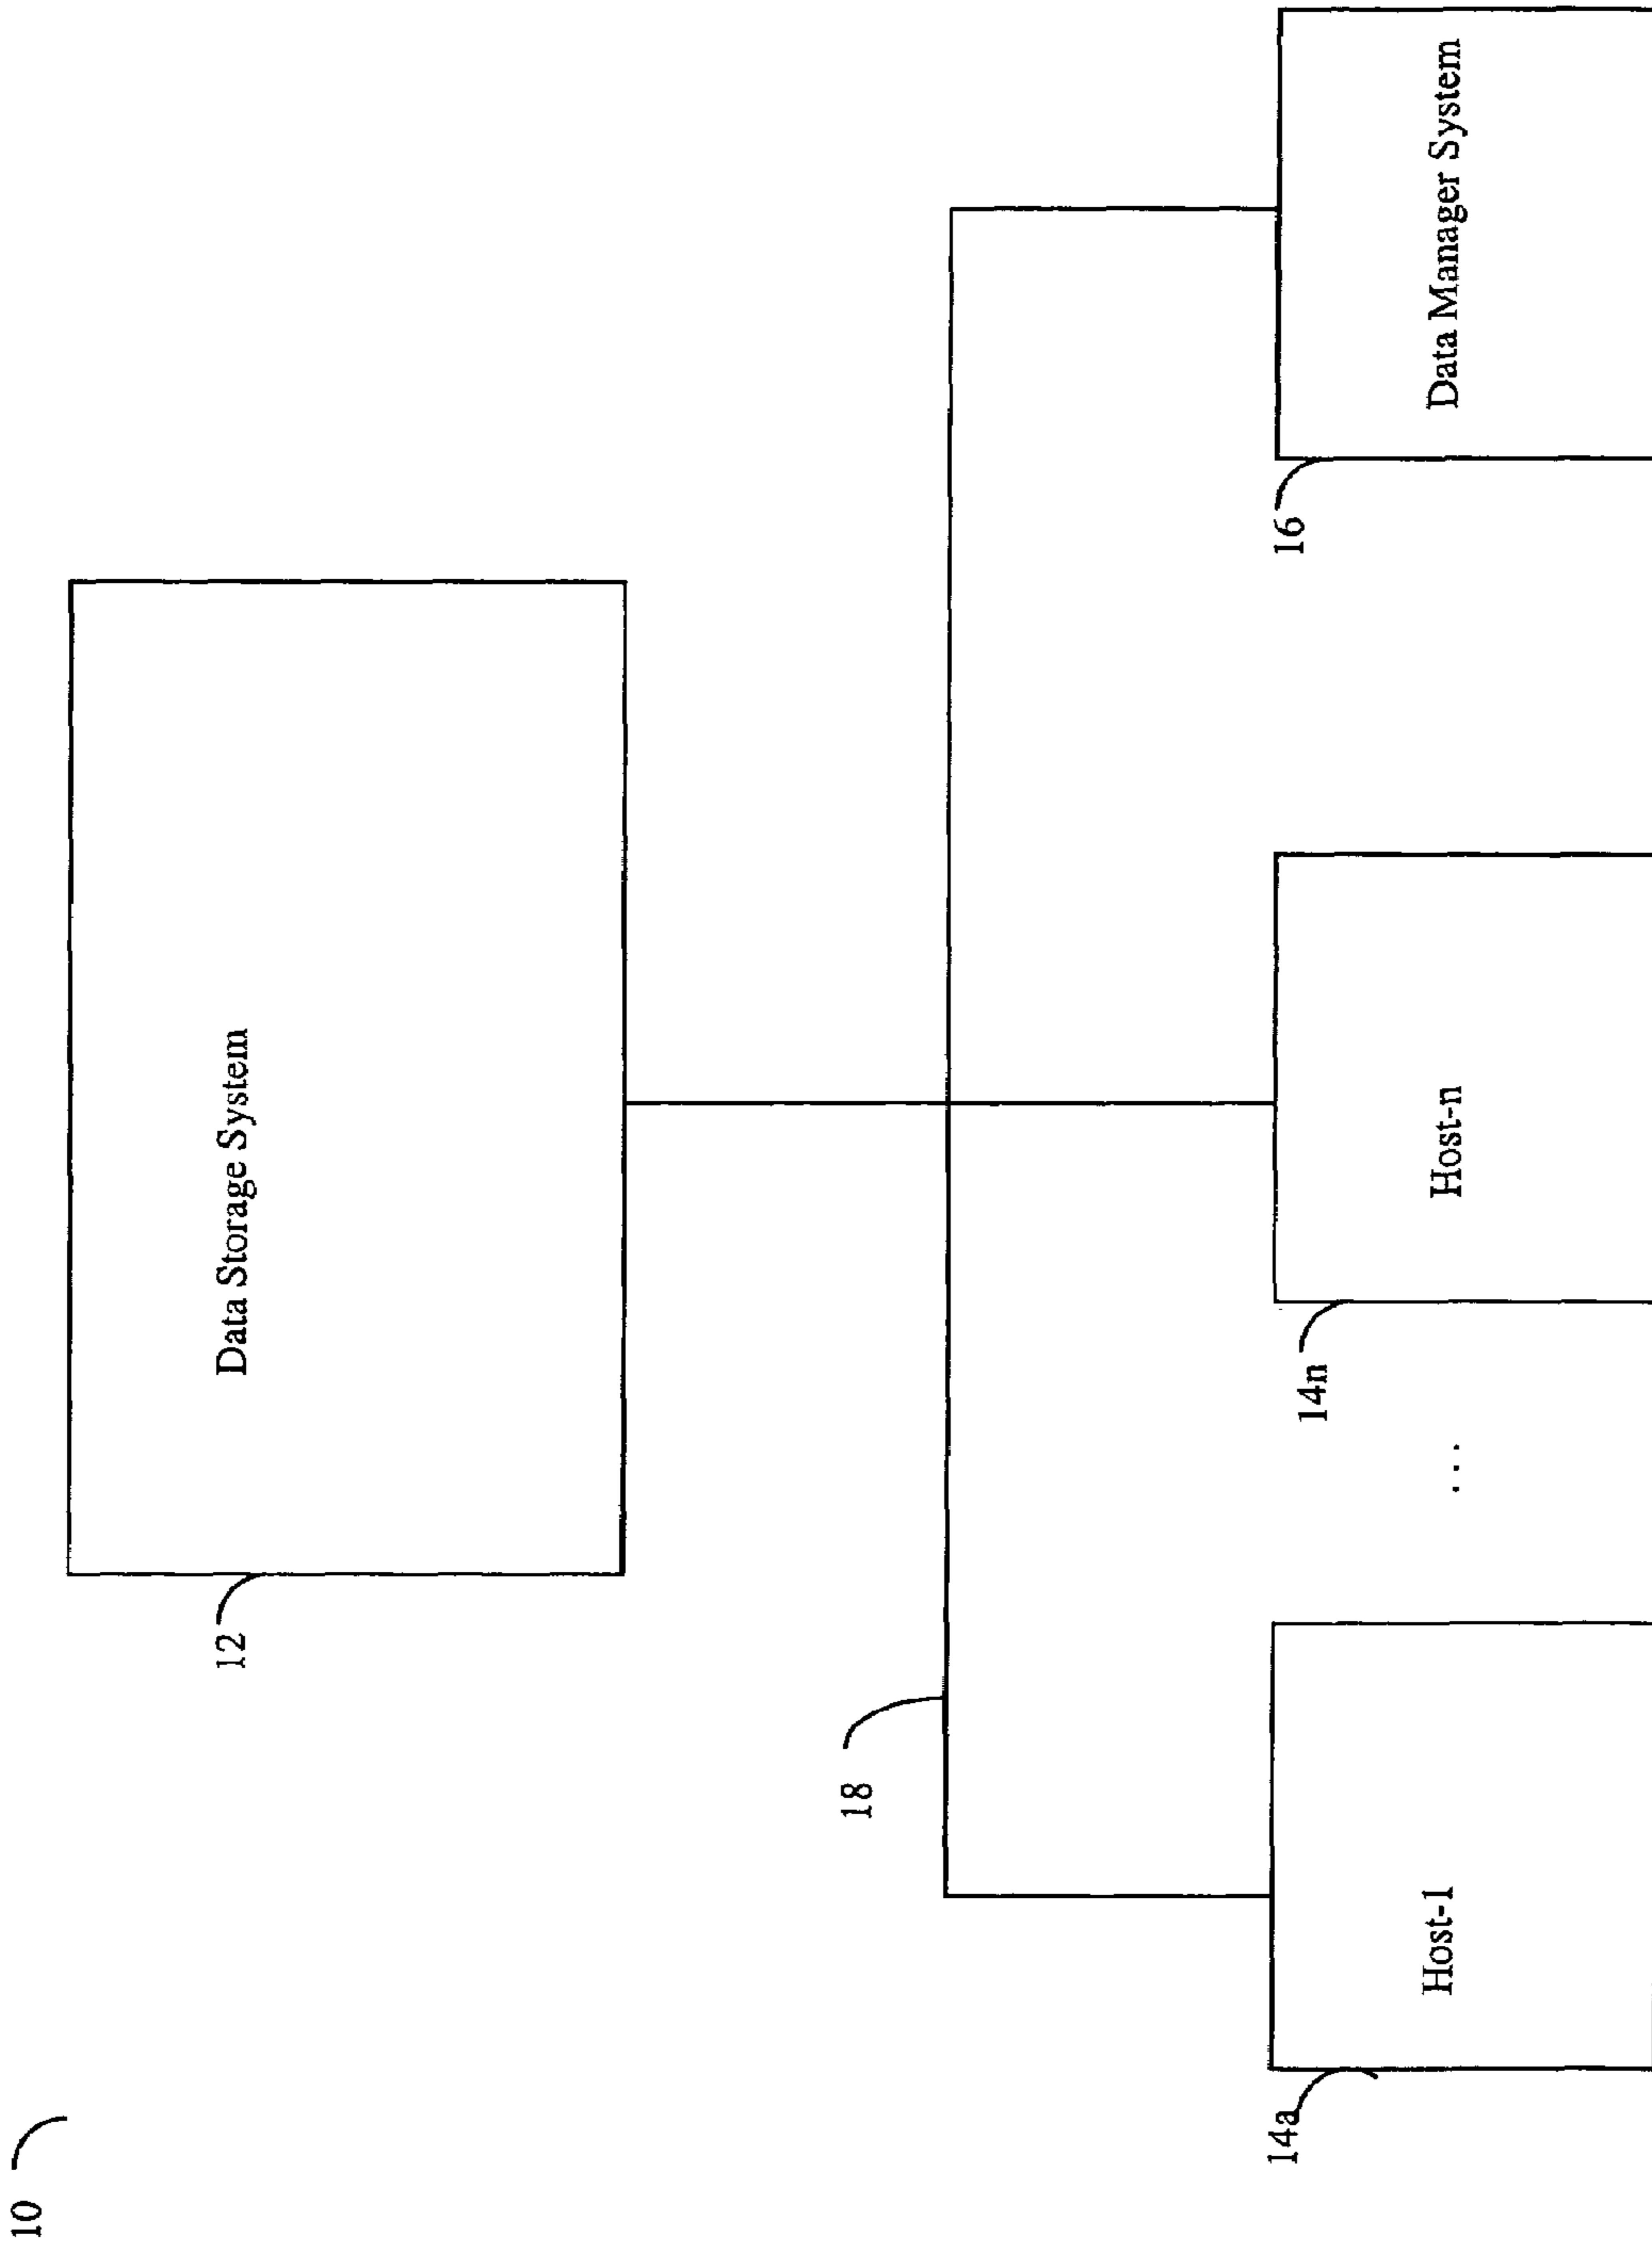 10
12
Data Storage System
18
14a
Host-1
...
14n
Host-n
16
Data Manager System